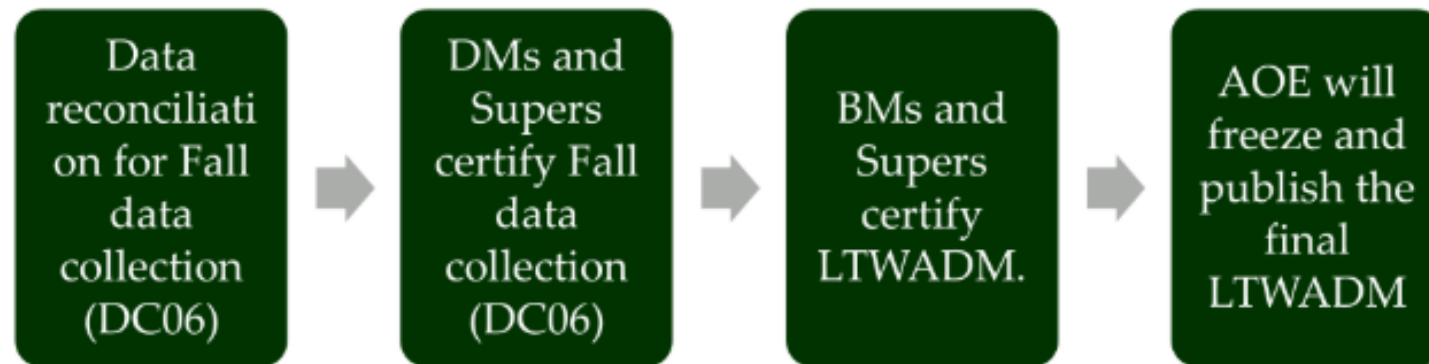 Data
reconciliati
on for Fall
data
collection
(DC06)
DMs and
Supers
certify Fall
data
collection
(DC06)
BMs and
Supers
certify
LTWADM.
AOE will
freeze and
publish the
final
LTWADM